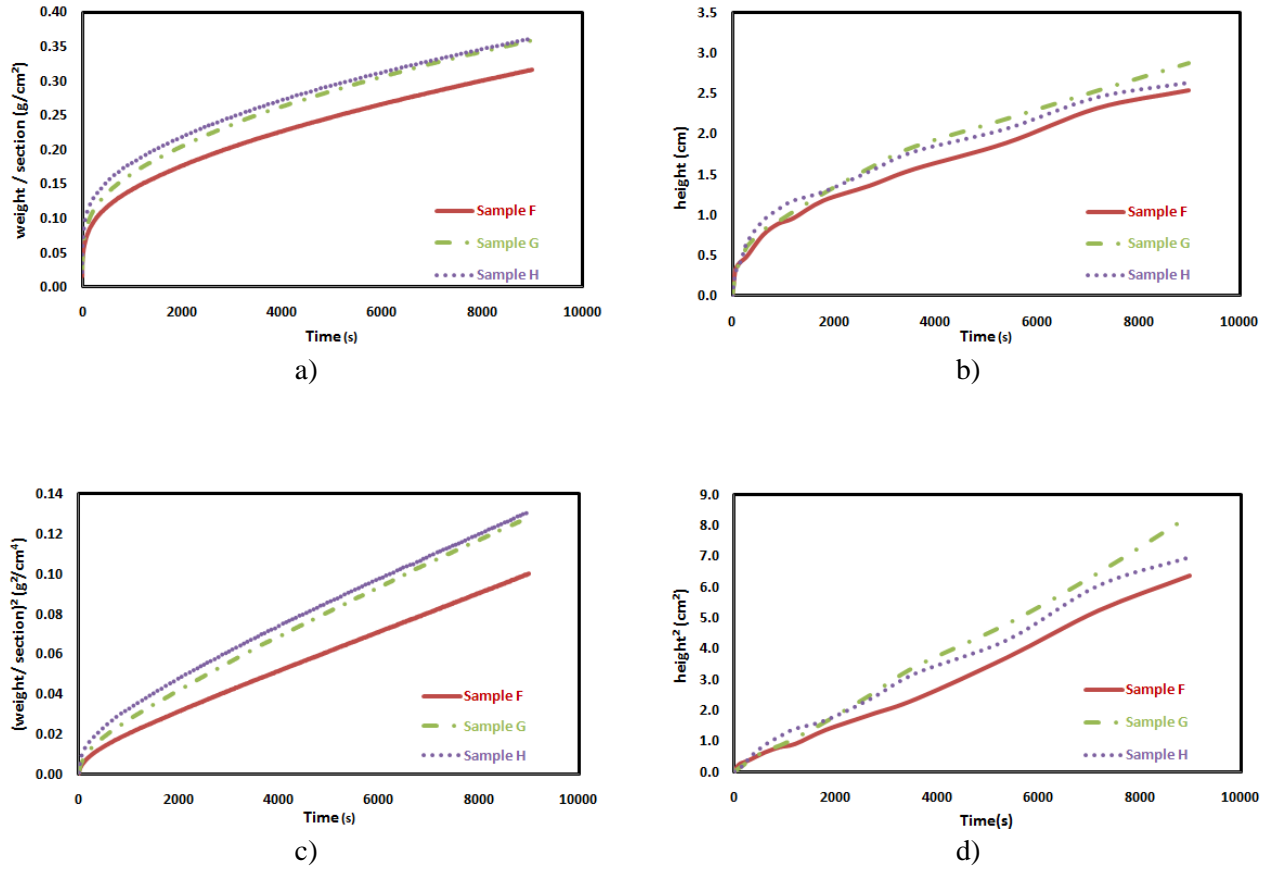 0.40
0.35
0.30
0.25
0.20
0.15
0.10
0.05
0.00
weight / section (g/cm²)
Sample F
Sample G
Sample H
0 2000 4000 6000 8000 10000
Time (s)
a)
3.5
3.0
2.5
2.0
1.5
1.0
0.5
0.0
height (cm)
Sample F
Sample G
Sample H
0 2000 4000 6000 8000 10000
Time (s)
b)
0.14
0.12
0.10
0.08
0.06
0.04
0.02
0.00
(weight/ section)² (g²/cm⁴)
Sample F
Sample G
Sample H
0 2000 4000 6000 8000 10000
Time (s)
c)
9.0
8.0
7.0
6.0
5.0
4.0
3.0
2.0
1.0
0.0
height² (cm²)
Sample F
Sample G
Sample H
0 2000 4000 6000 8000 10000
Time(s)
d)